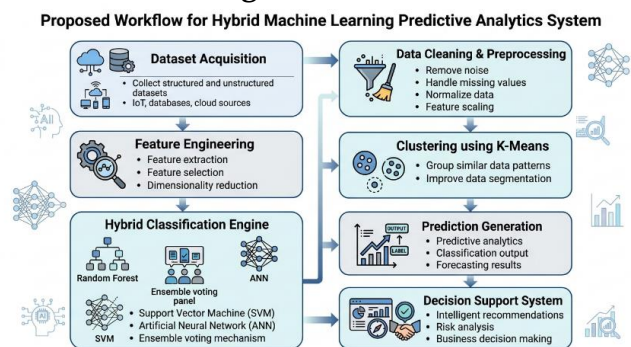 Proposed Workflow for Hybrid Machine Learning Predictive Analytics System
Dataset Acquisition
• Collect structured and unstructured
datasets
• IoT, databases, cloud sources
Data Cleaning & Preprocessing
• Remove noise
• Handle missing values
• Normalize data
• Feature scaling
Feature Engineering
• Feature extraction
• Feature selection
• Dimensionality reduction
Clustering using K-Means
• Group similar data patterns
• Improve data segmentation
Hybrid Classification Engine
Random Forest
Ensemble voting
panel
ANN
SVM
• Support Vector Machine (SVM)
• Artificial Neural Network (ANN)
• Ensemble voting mechanism
Prediction Generation
OUTPUT
LABEL
• Predictive analytics
• Classification output
• Forecasting results
Decision Support System
• Intelligent recommendations
• Risk analysis
• Business decision making
AI